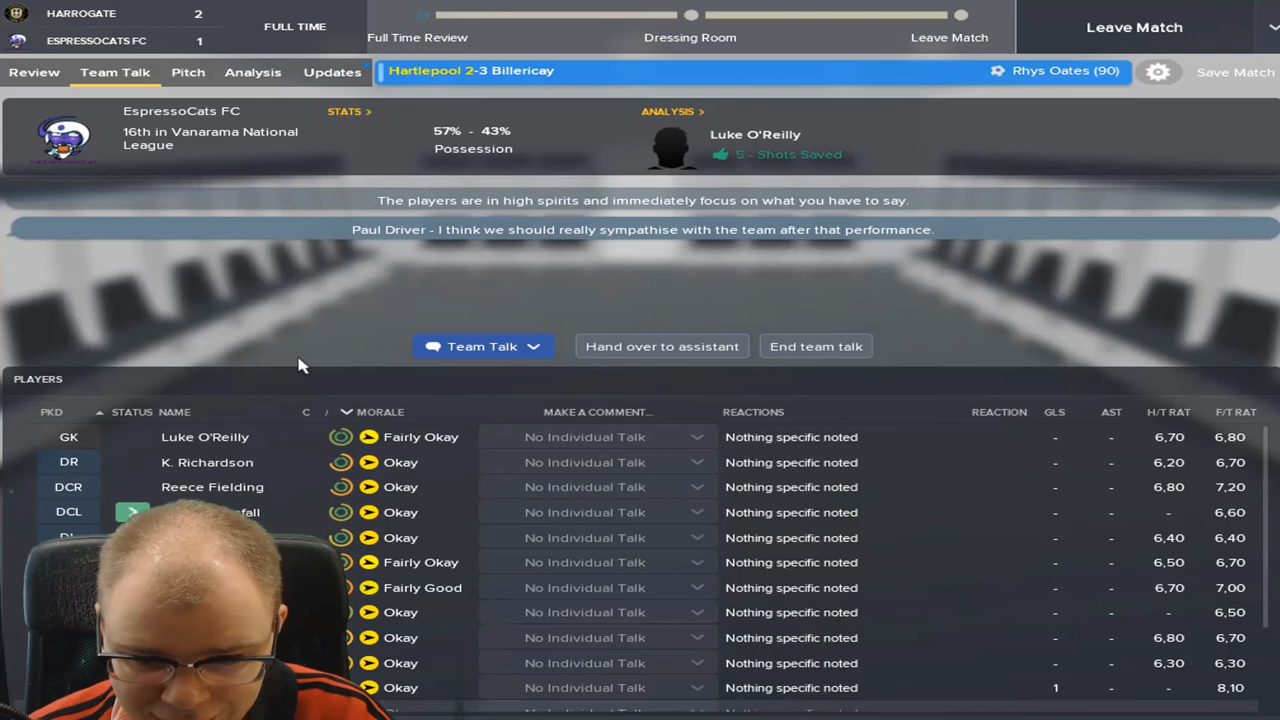 HARROGATE 2
ESPRESSOCATS FC 1
FULL TIME
Full Time Review
Dressing Room
Leave Match
Leave Match
Review
Team Talk
Pitch
Analysis
Updates
Hartlepool 2-3 Billericay
Rhys Oates (90)
Save Match
EspressoCats FC
16th in Vanarama National
League
STATS >
57% - 43%
Possession
ANALYSIS >
Luke O'Reilly
5 - Shots Saved
The players are in high spirits and immediately focus on what you have to say.
Paul Driver - I think we should really sympathise with the team after that performance.
Team Talk
Hand over to assistant
End team talk
PLAYERS
PKD STATUS NAME C / MORALE MAKE A COMMENT... REACTIONS REACTION GLS AST H/T RAT F/T RAT
GK Luke O'Reilly Fairly Okay No Individual Talk Nothing specific noted - - 6,70 6,80
DR K. Richardson Okay No Individual Talk Nothing specific noted - - 6,20 6,70
DCR Reece Fielding Okay No Individual Talk Nothing specific noted - - 6,80 7,20
DCL Okay No Individual Talk Nothing specific noted - - - 6,60
Okay No Individual Talk Nothing specific noted - - 6,40 6,40
Fairly Okay No Individual Talk Nothing specific noted - - 6,50 6,70
Fairly Good No Individual Talk Nothing specific noted - - 6,70 7,00
Okay No Individual Talk Nothing specific noted - - - 6,50
Okay No Individual Talk Nothing specific noted - - 6,80 6,70
Okay No Individual Talk Nothing specific noted - - 6,30 6,30
Okay No Individual Talk Nothing specific noted 1 - - 8,10